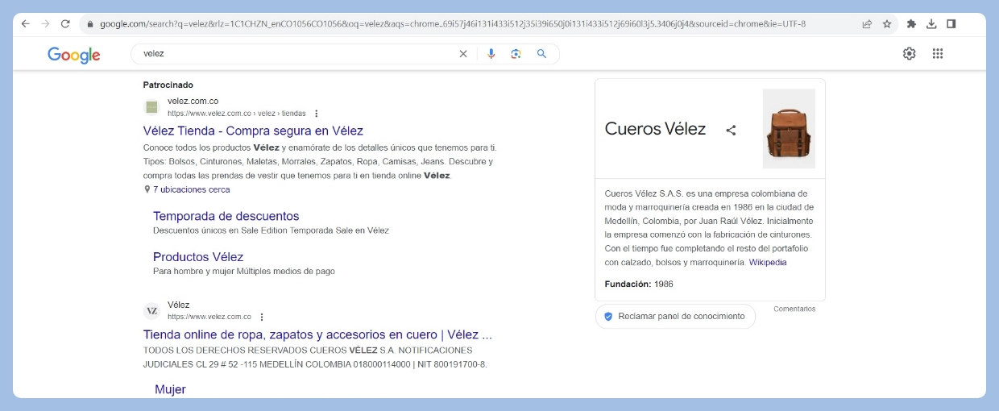 google.com/search?q=velez&rlz=1C1CHZN_enCO1056CO1056&oq=velez&aqs=chrome..69i57j46i131i433i512j35i39i650j0i131i433i512j69i60l3j5.3406j0j4&sourceid=chrome&ie=UTF-8
Google
velez
Patrocinado
velez.com.co
https://www.velez.com.co › velez › tiendas
Vélez Tienda - Compra segura en Vélez
Conoce todos los productos Vélez y enamórate de los detalles únicos que tenemos para ti.
Tipos: Bolsos, Cinturones, Maletas, Morrales, Zapatos, Ropa, Camisas, Jeans. Descubre y
compra todas las prendas de vestir que tenemos para ti en tienda online Vélez.
7 ubicaciones cerca
Temporada de descuentos
Descuentos únicos en Sale Edition Temporada Sale en Vélez
Productos Vélez
Para hombre y mujer Múltiples medios de pago
VZ
Vélez
https://www.velez.com.co
Tienda online de ropa, zapatos y accesorios en cuero | Vélez ...
TODOS LOS DERECHOS RESERVADOS CUEROS VÉLEZ S.A. NOTIFICACIONES
JUDICIALES CL 29 # 52 -115 MEDELLÍN COLOMBIA 018000114000 | NIT 800191700-8.
Mujer
Cueros Vélez
Cueros Vélez S.A.S. es una empresa colombiana de
moda y marroquinería creada en 1986 en la ciudad de
Medellín, Colombia, por Juan Raúl Vélez. Inicialmente
la empresa comenzó con la fabricación de cinturones.
Con el tiempo fue completando el resto del portafolio
con calzado, bolsos y marroquinería. Wikipedia
Fundación: 1986
Comentarios
Reclamar panel de conocimiento